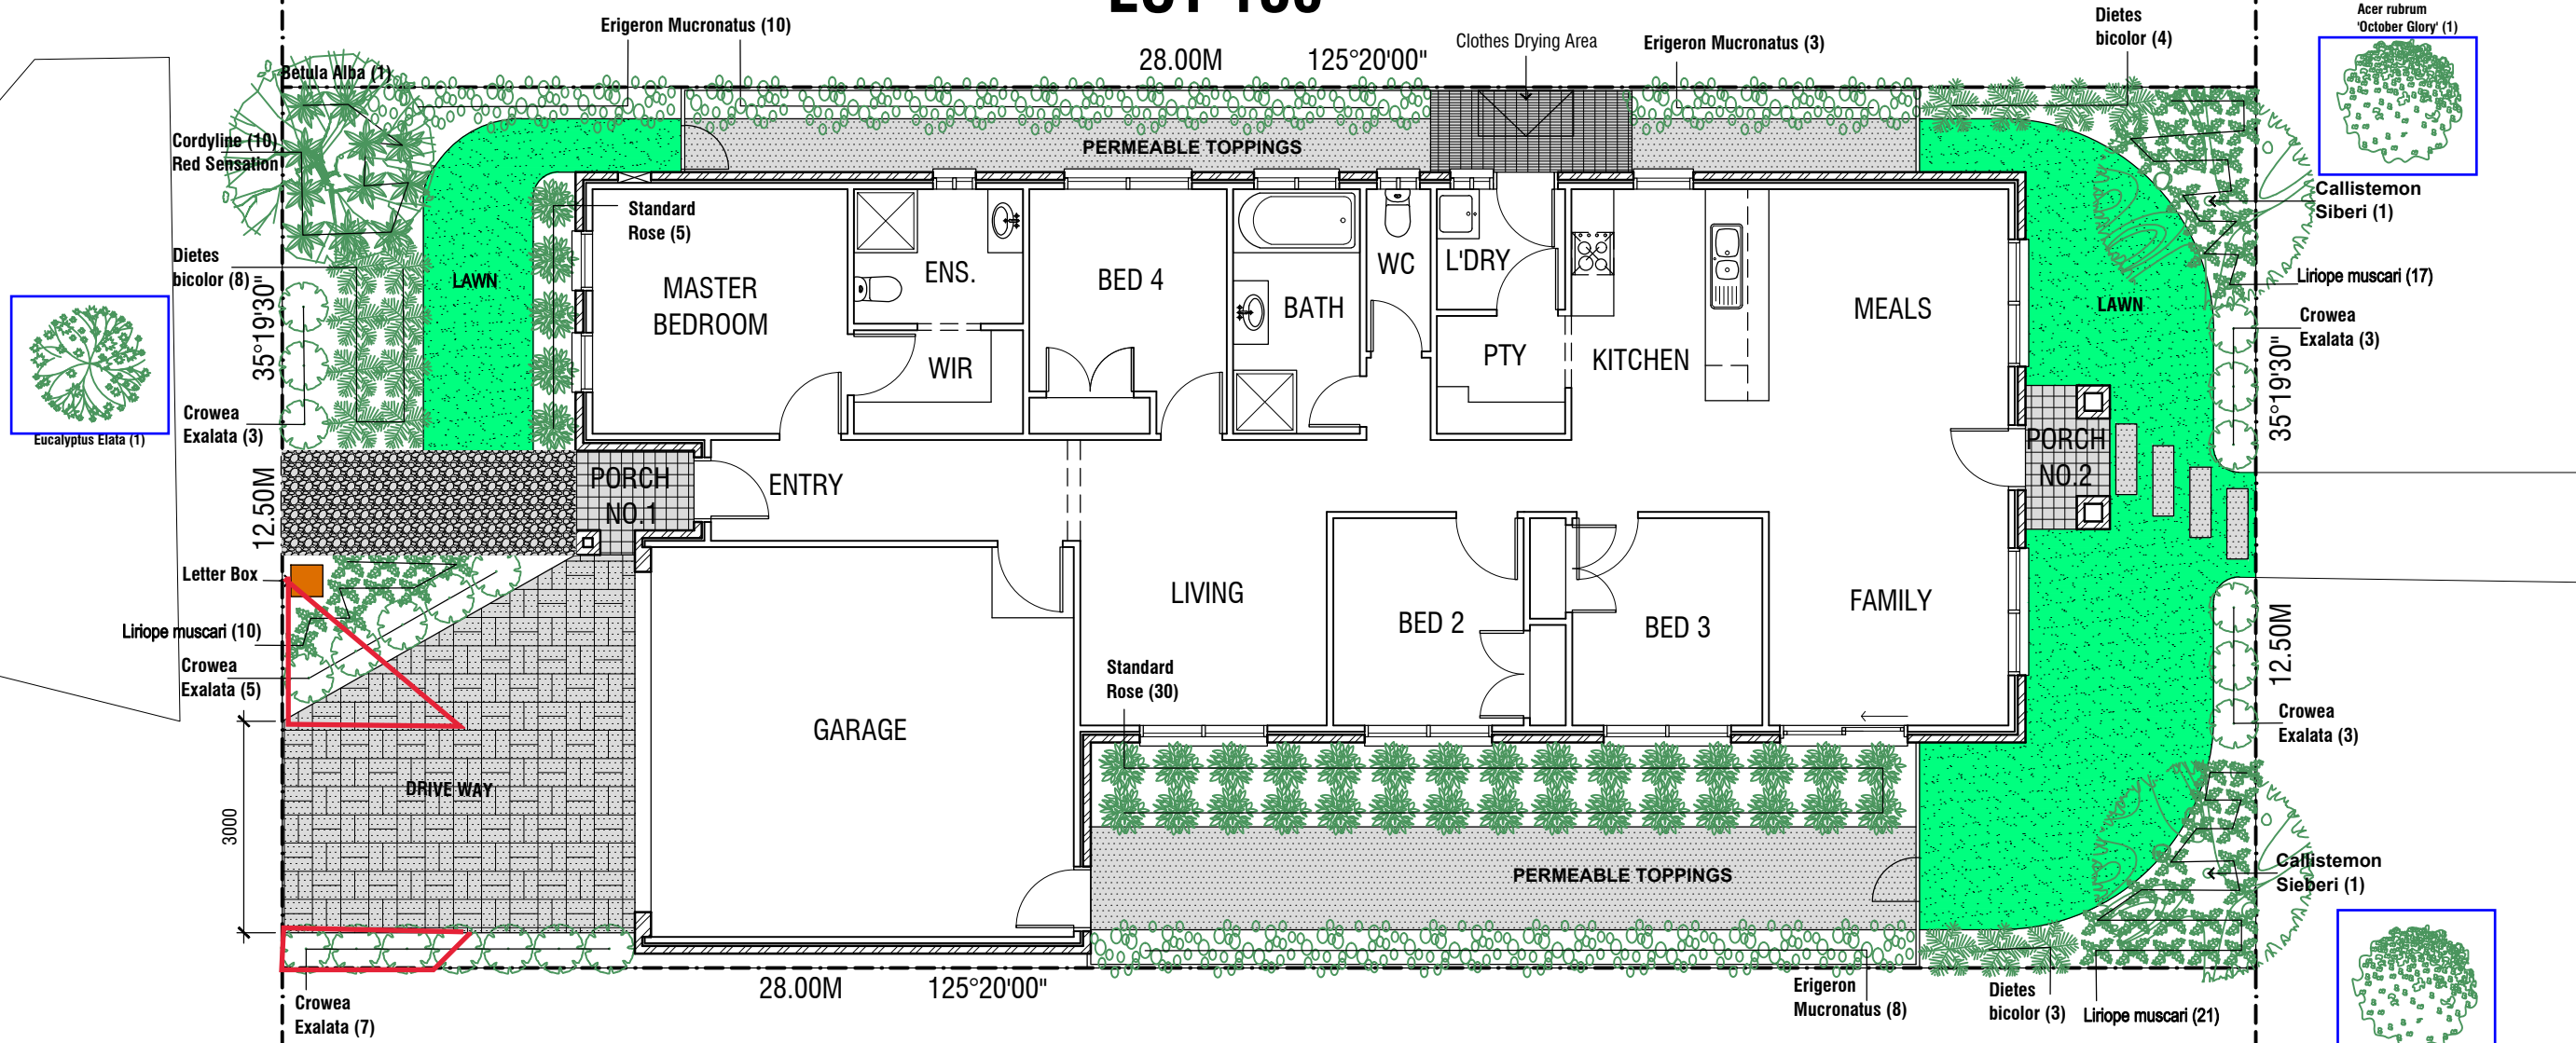 Erigeron Mucronatus (10)
28.00M
125°20'00"
Clothes Drying Area
Erigeron Mucronatus (3)
Dietes
bicolor (4)
Acer rubrum
'October Glory' (1)
Betula Alba (1)
Cordyline (10)
Red Sensation
PERMEABLE TOPPINGS
Callistemon
Siberi (1)
Standard
Rose (5)
Dietes
bicolor (8)
LAWN
MASTER
BEDROOM
ENS.
BED 4
BATH
WC
L'DRY
MEALS
LAWN
Liriope muscari (17)
Crowea
Exalata (3)
35°19'30"
WIR
PTY
KITCHEN
35°19'30"
Crowea
Exalata (3)
Eucalyptus Elata (1)
12.50M
PORCH
NO.1
ENTRY
PORCH
NO.2
Letter Box
Liriope muscari (10)
Crowea
Exalata (5)
LIVING
BED 2
BED 3
FAMILY
12.50M
Standard
Rose (30)
GARAGE
Crowea
Exalata (3)
DRIVE WAY
3000
PERMEABLE TOPPINGS
Callistemon
Sieberi (1)
28.00M
125°20'00"
Crowea
Exalata (7)
Erigeron
Mucronatus (8)
Dietes
bicolor (3)
Liriope muscari (21)